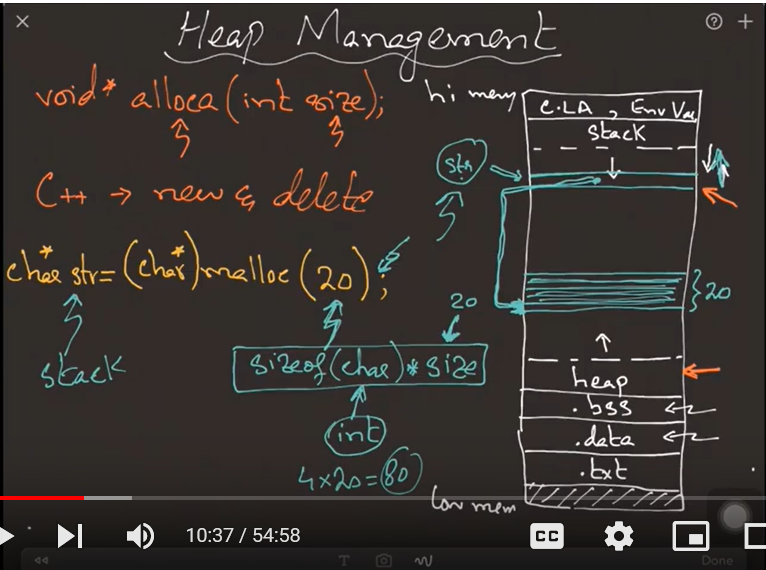 Heap Management
void* alloca(int size);
C++ → new & delete
char* str = (char*)malloc(20);
stack
20
sizeof(char)* size
int
4×20=80
hi memy
C.LA , Env Var
stack
str
}20
heap
.bss
.data
.txt
low mem
10:37 / 54:58
CC
T
Done